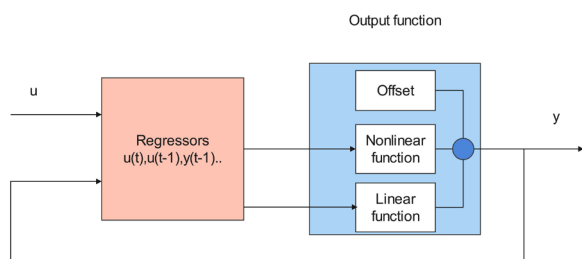 Output function
u
Offset
y
Regressors
u(t),u(t-1),y(t-1)..
Nonlinear
function
Linear
function